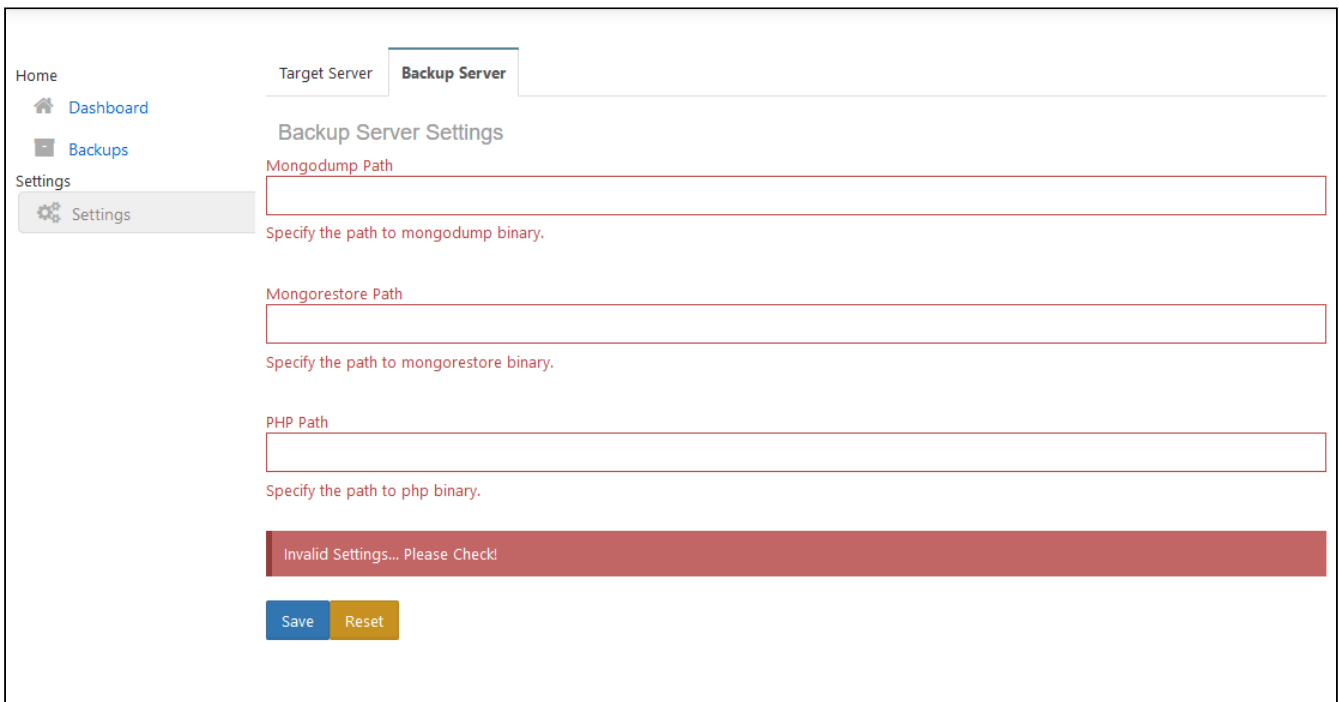 Home
Dashboard
Backups
Settings
Settings
Target Server
Backup Server
Backup Server Settings
Mongodump Path
Specify the path to mongodump binary.
Mongorestore Path
Specify the path to mongorestore binary.
PHP Path
Specify the path to php binary.
Invalid Settings... Please Check!
Save
Reset